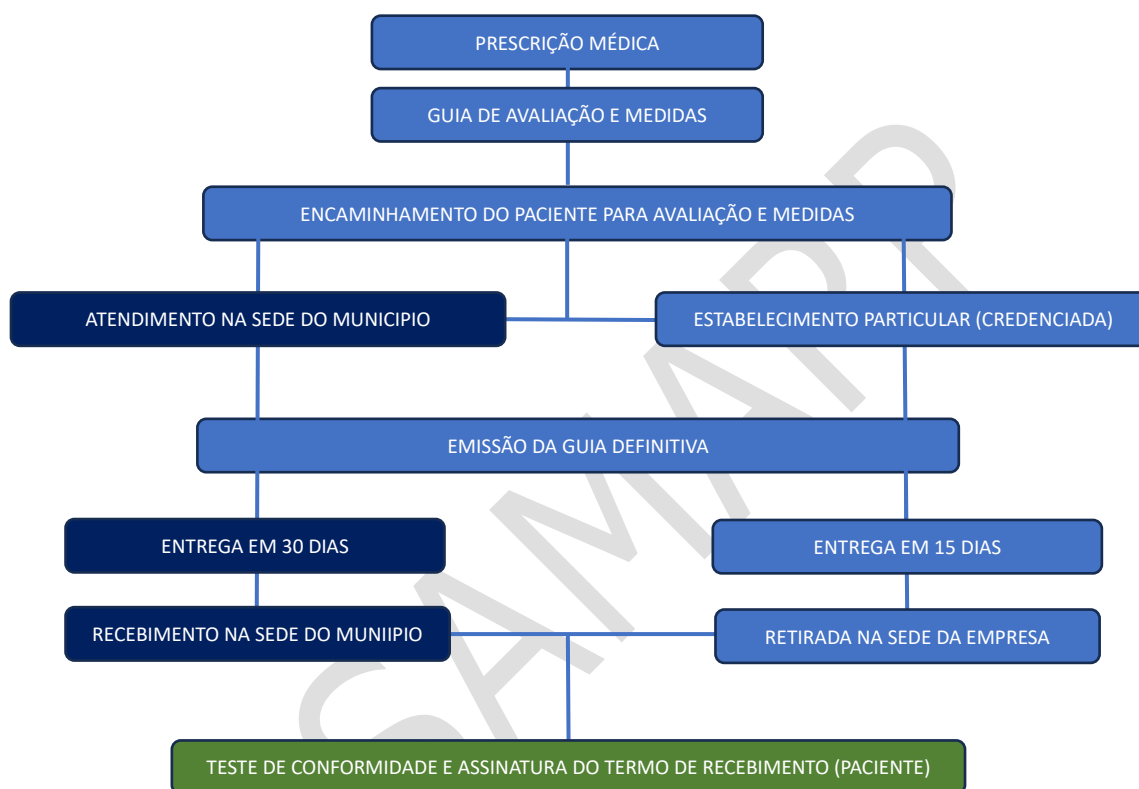 PRESCRIÇÃO MÉDICA
GUIA DE AVALIAÇÃO E MEDIDAS
ENCAMINHAMENTO DO PACIENTE PARA AVALIAÇÃO E MEDIDAS
ATENDIMENTO NA SEDE DO MUNICIPIO
ESTABELECIMENTO PARTICULAR (CREDENCIADA)
EMISSÃO DA GUIA DEFINITIVA
ENTREGA EM 30 DIAS
ENTREGA EM 15 DIAS
RECEBIMENTO NA SEDE DO MUNIIPIO
RETIRADA NA SEDE DA EMPRESA
TESTE DE CONFORMIDADE E ASSINATURA DO TERMO DE RECEBIMENTO (PACIENTE)